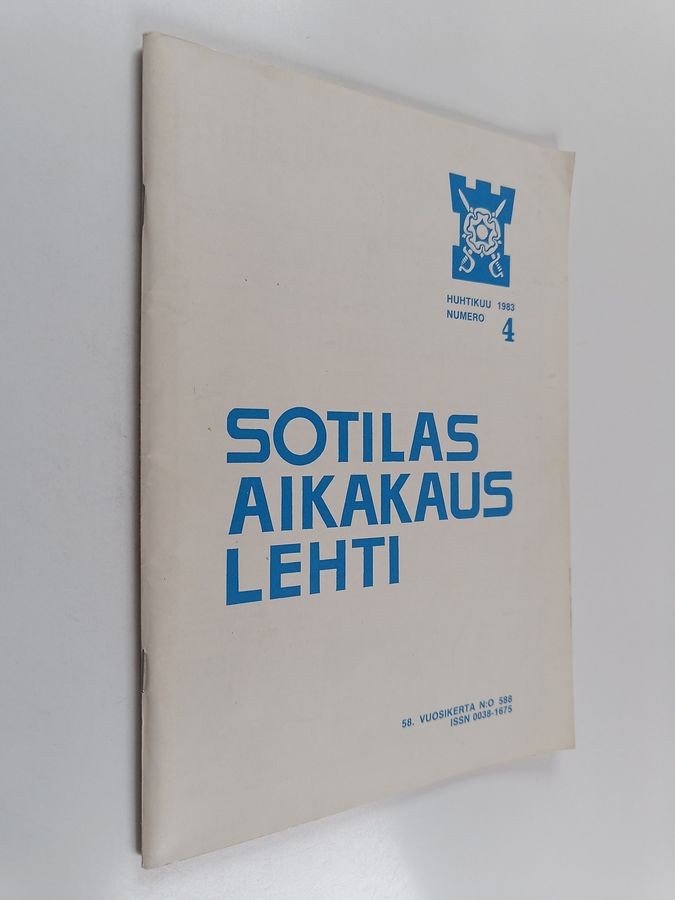 HUHTIKUU 1983
NUMERO 4
SOTILAS
AIKAKAUS
LEHTI
58. VUOSIKERTA N:O 588
ISSN 0038-1675